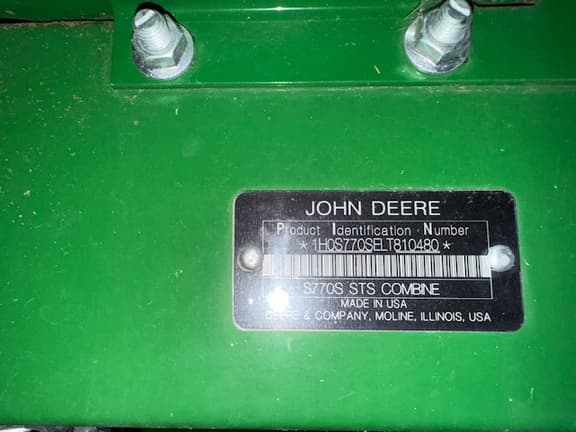 JOHN DEERE
Product Identification Number
*1H0S770SELT810480*
S770S STS COMBINE
MADE IN USA
DEERE & COMPANY, MOLINE, ILLINOIS, USA